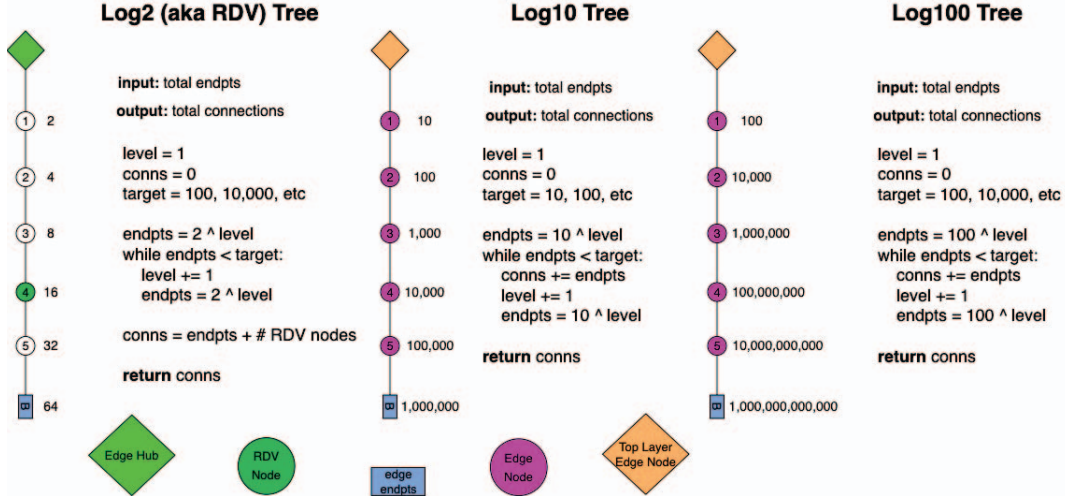 Log2 (aka RDV) Tree
1 2
2 4
3 8
4 16
5 32
B 64
input: total endpts
output: total connections
level = 1
conns = 0
target = 100, 10,000, etc
endpts = 2 ^ level
while endpts < target:
level += 1
endpts = 2 ^ level
conns = endpts + # RDV nodes
return conns
Log10 Tree
1 10
2 100
3 1,000
4 10,000
5 100,000
B 1,000,000
input: total endpts
output: total connections
level = 1
conns = 0
target = 10, 100, etc
endpts = 10 ^ level
while endpts < target:
conns += endpts
level += 1
endpts = 10 ^ level
return conns
Log100 Tree
1 100
2 10,000
3 1,000,000
4 100,000,000
5 10,000,000,000
B 1,000,000,000,000
input: total endpts
output: total connections
level = 1
conns = 0
target = 100, 10,000, etc
endpts = 100 ^ level
while endpts < target:
conns += endpts
level += 1
endpts = 100 ^ level
return conns
Edge Hub
RDV
Node
edge
endpts
Edge
Node
Top Layer
Edge Node